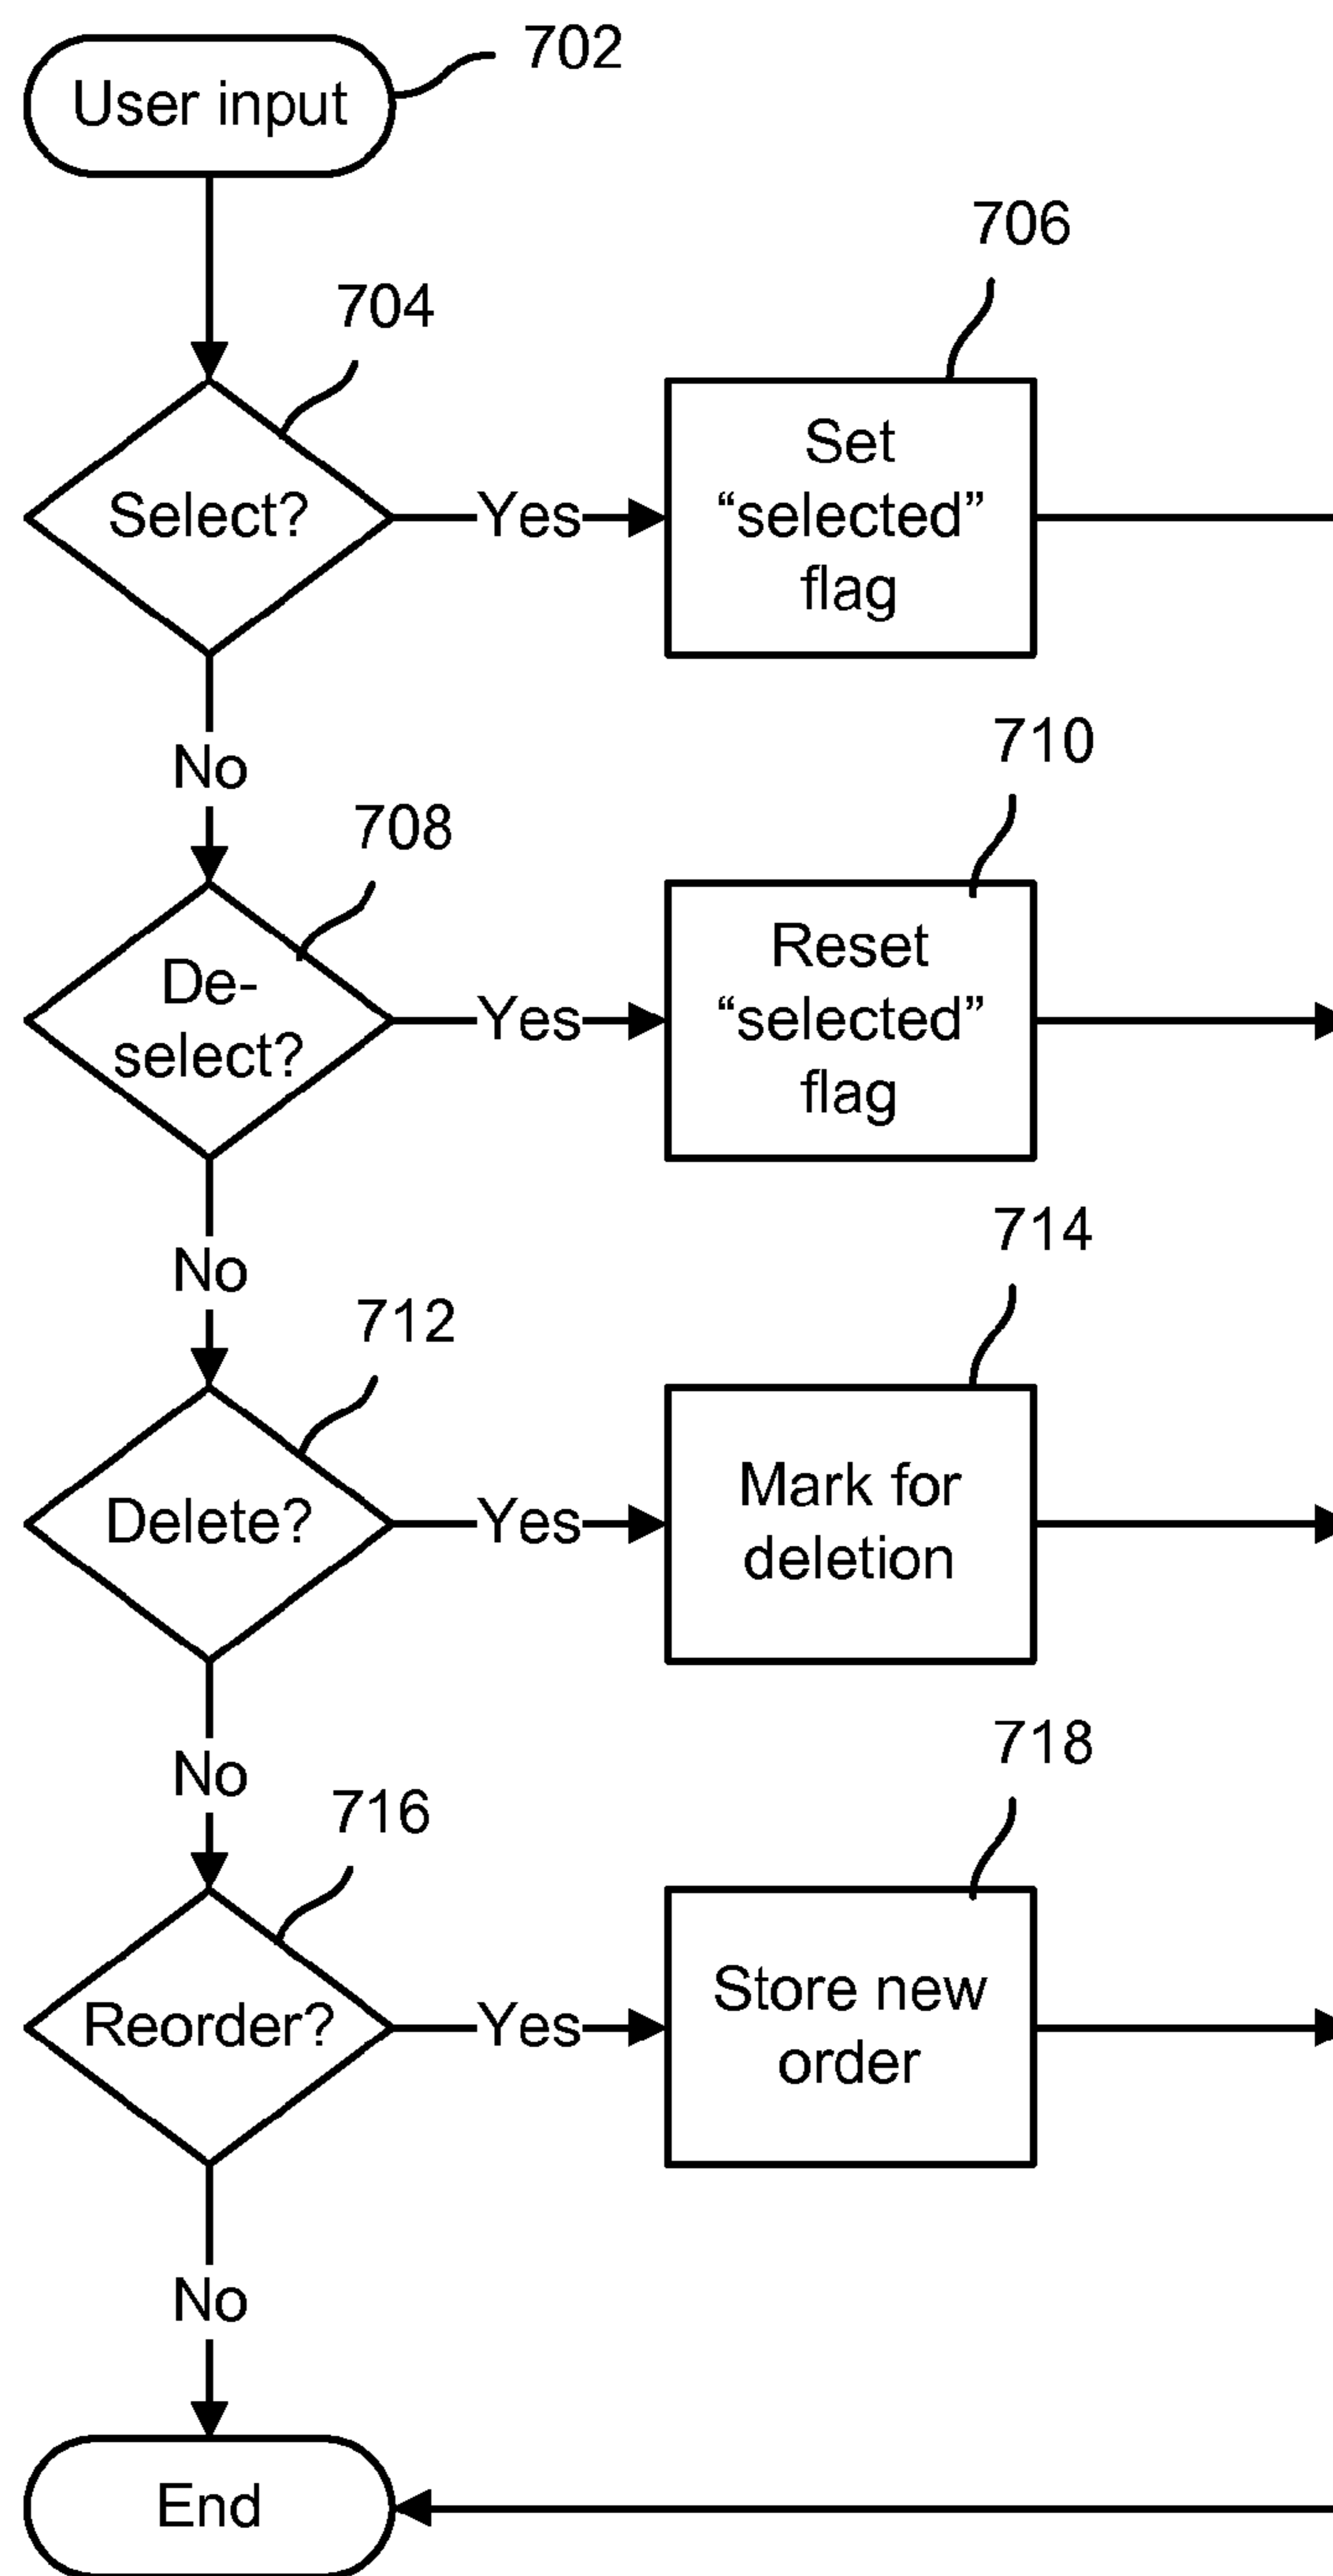 702
User input
706
704
Set
Select?
Yes
“selected”
flag
No
710
708
De-
select?
Yes
Reset
“selected”
flag
No
714
712
Delete?
Yes
Mark for
deletion
No
718
716
Reorder?
Yes
Store new
order
No
End